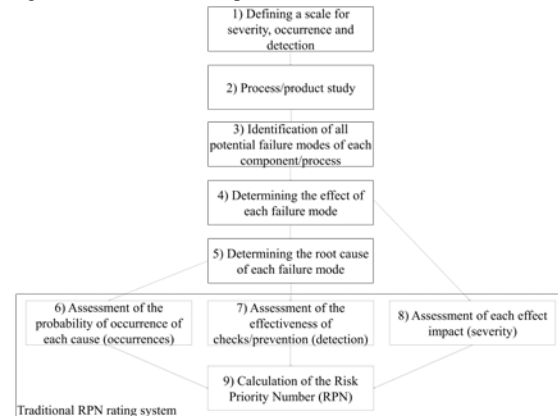 1) Defining a scale for
severity, occurrence and
detection
2) Process/product study
3) Identification of all
potential failure modes of each
component/process
4) Determining the effect of
each failure mode
5) Determining the root cause
of each failure mode
6) Assessment of the
probability of occurrence of
each cause (occurrences)
7) Assessment of the
effectiveness of
checks/prevention (detection)
8) Assessment of each effect
impact (severity)
9) Calculation of the Risk
Priority Number (RPN)
Traditional RPN rating system